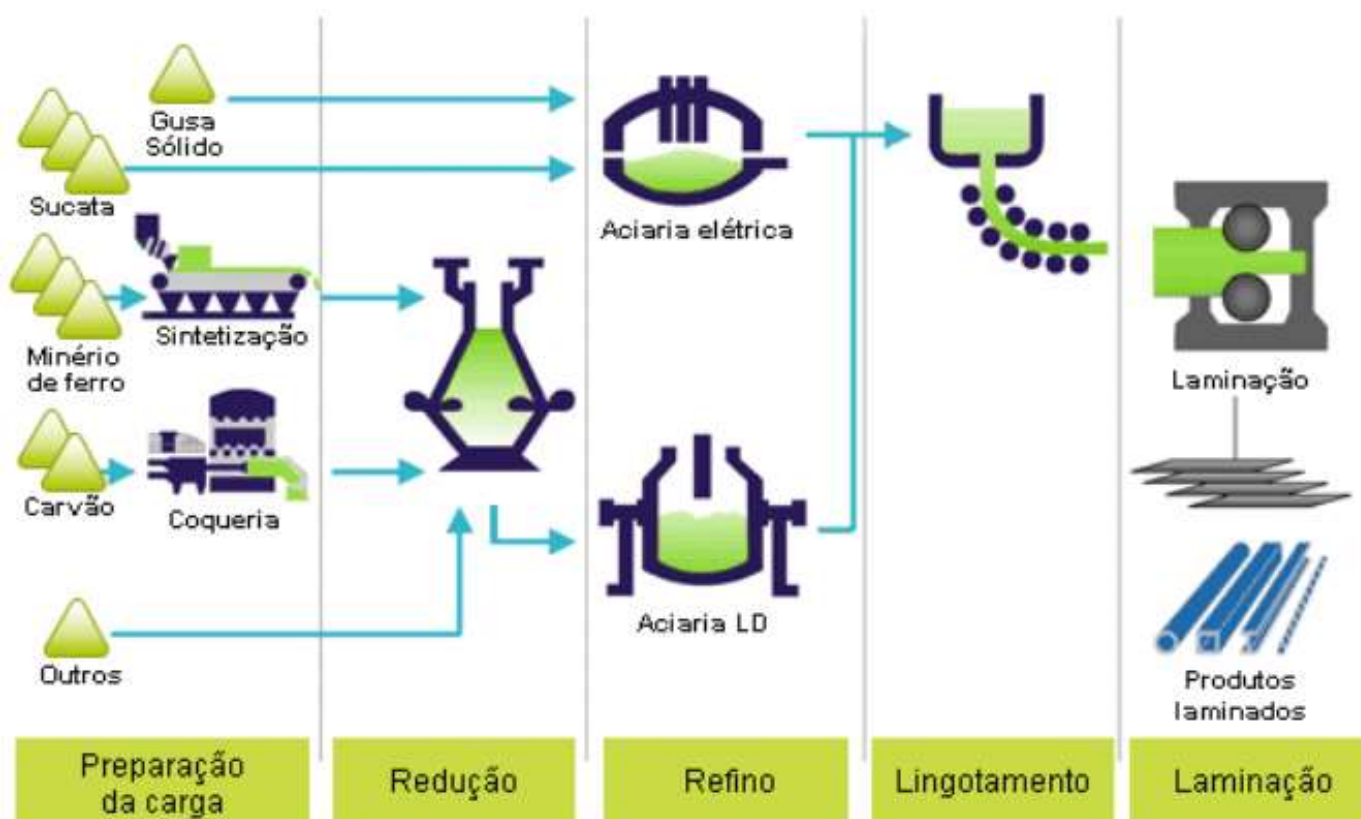 Gusa
Sólido
Sucata
Aciaria elétrica
Sintetização
Minério
de ferro
Laminação
Carvão
Coqueria
Aciaria LD
Outros
Produtos
laminados
Preparação
da carga
Redução
Refino
Lingotamento
Laminação